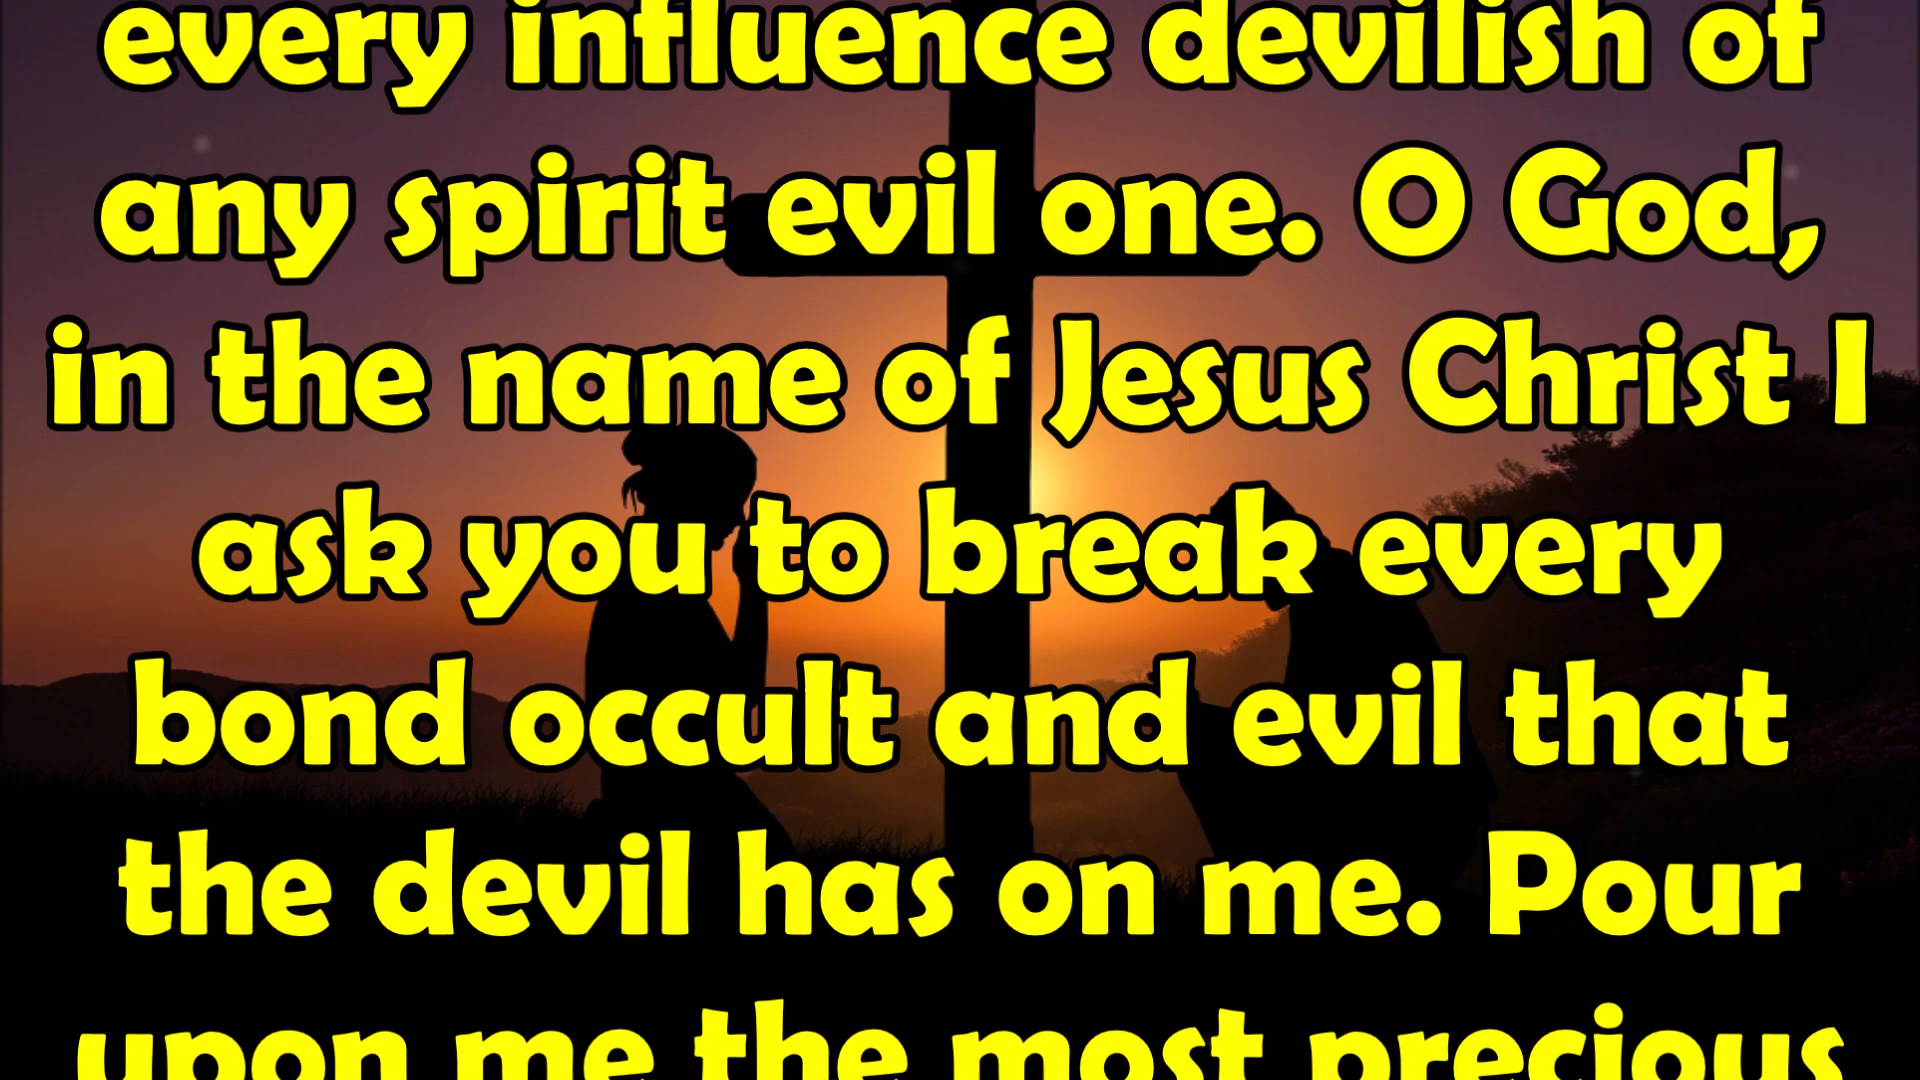 every influence devilish of
any spirit evil one. O God,
in the name of Jesus Christ I
ask you to break every
bond occult and evil that
the devil has on me. Pour
upon me the most precious